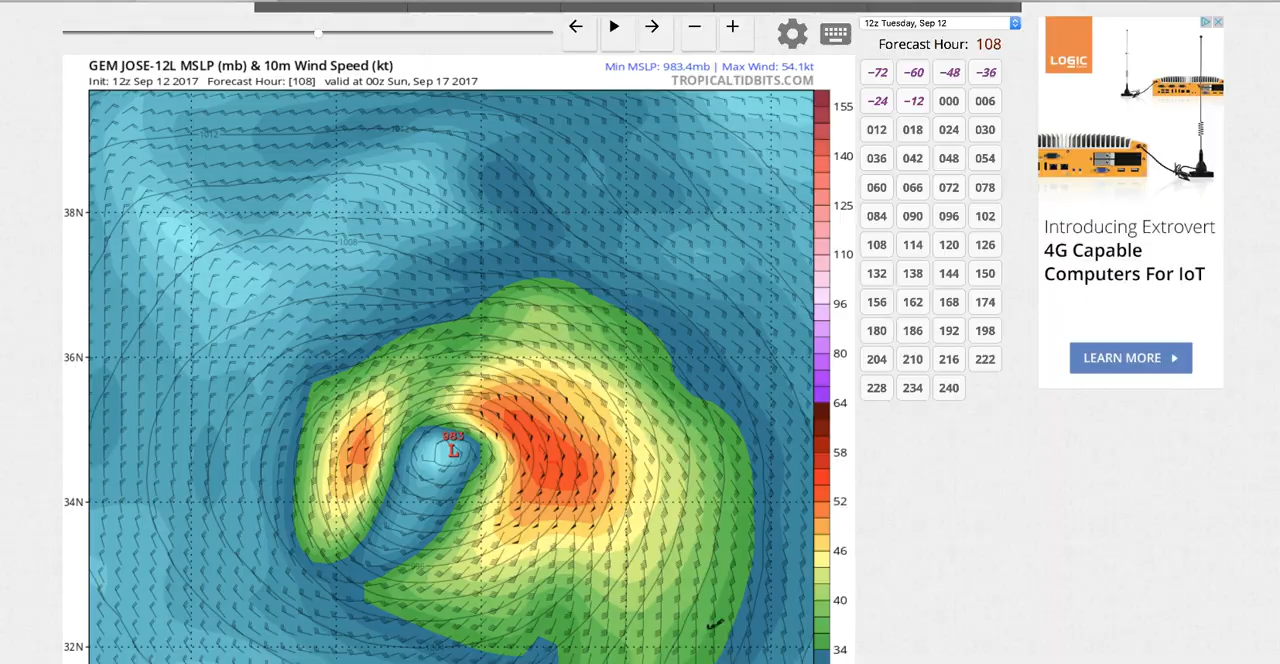 12z Tuesday, Sep 12
Forecast Hour: 108
GEM JOSE-12L MSLP (mb) & 10m Wind Speed (kt)
Min MSLP: 983.4mb | Max Wind: 54.1kt
Init: 12z Sep 12 2017 Forecast Hour: [108] valid at 00z Sun, Sep 17 2017
TROPICALTIDBITS.COM
−72 −60 −48 −36
−24 −12 000 006
012 018 024 030
036 042 048 054
060 066 072 078
084 090 096 102
108 114 120 126
132 138 144 150
156 162 168 174
180 186 192 198
204 210 216 222
228 234 240
1012
1008
38N
36N
34N
32N
983
L
155
140
125
110
96
80
64
58
52
46
40
34
LOGIC
Introducing Extrovert
4G Capable
Computers For IoT
LEARN MORE